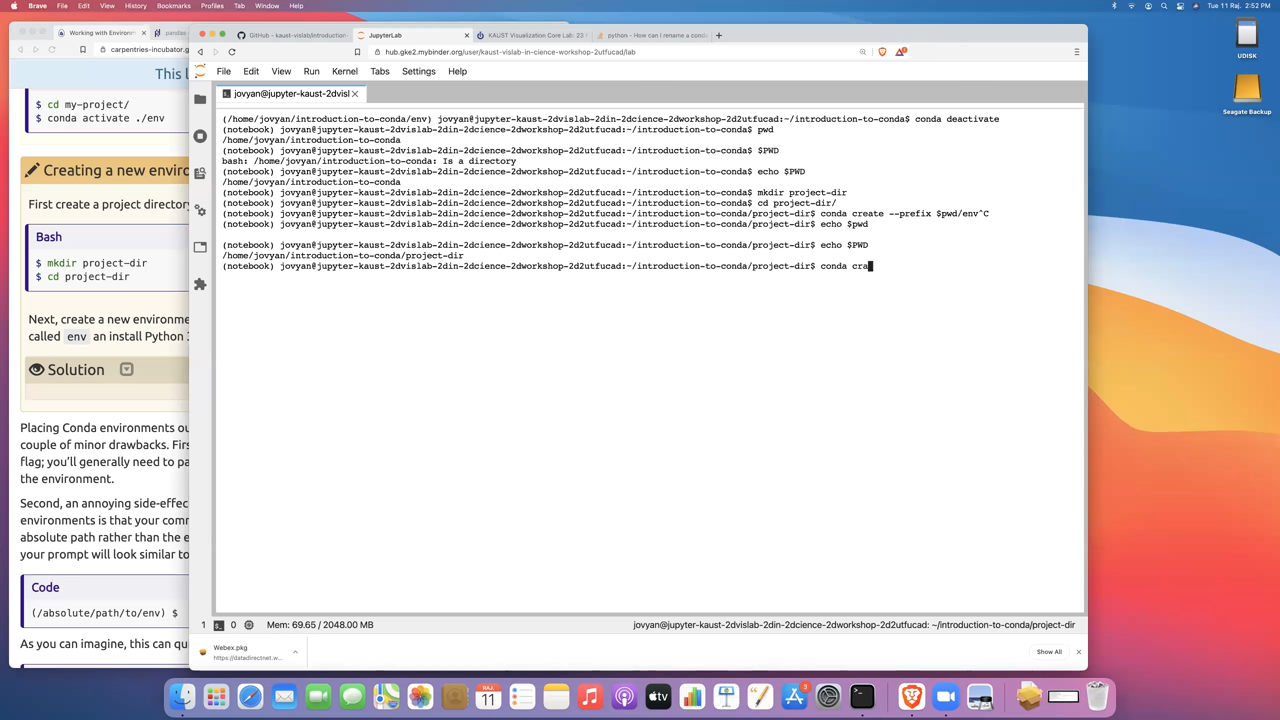 Brave File Edit View History Bookmarks Profiles Tab Window Help
Tue 11 Raj. 2:52 PM
Working with Environm
pandas
carpentries-incubator.g
This l
$ cd my-project/
$ conda activate ./env
Creating a new enviro
First create a project directory
Bash
$ mkdir project-dir
$ cd project-dir
Next, create a new environme
called env an install Python 3
Solution
Placing Conda environments ou
couple of minor drawbacks. Firs
flag; you'll generally need to pa
the environment.
Second, an annoying side-effec
environments is that your comm
absolute path rather than the e
your prompt will look similar to
Code
(/absolute/path/to/env) $
As you can imagine, this can qu
GitHub - kaust-vislab/introduction-
JupyterLab
KAUST Visualization Core Lab: 22
python - How can I rename a conda
hub.gke2.mybinder.org/user/kaust-vislab-in-cience-workshop-2utfucad/lab
File Edit View Run Kernel Tabs Settings Help
jovyan@jupyter-kaust-2dvisl
(/home/jovyan/introduction-to-conda/env) jovyan@jupyter-kaust-2dvislab-2din-2dcience-2dworkshop-2d2utfucad:~/introduction-to-conda$ conda deactivate
(notebook) jovyan@jupyter-kaust-2dvislab-2din-2dcience-2dworkshop-2d2utfucad:~/introduction-to-conda$ pwd
/home/jovyan/introduction-to-conda
(notebook) jovyan@jupyter-kaust-2dvislab-2din-2dcience-2dworkshop-2d2utfucad:~/introduction-to-conda$ $PWD
bash: /home/jovyan/introduction-to-conda: Is a directory
(notebook) jovyan@jupyter-kaust-2dvislab-2din-2dcience-2dworkshop-2d2utfucad:~/introduction-to-conda$ echo $PWD
/home/jovyan/introduction-to-conda
(notebook) jovyan@jupyter-kaust-2dvislab-2din-2dcience-2dworkshop-2d2utfucad:~/introduction-to-conda$ mkdir project-dir
(notebook) jovyan@jupyter-kaust-2dvislab-2din-2dcience-2dworkshop-2d2utfucad:~/introduction-to-conda$ cd project-dir/
(notebook) jovyan@jupyter-kaust-2dvislab-2din-2dcience-2dworkshop-2d2utfucad:~/introduction-to-conda/project-dir$ conda create --prefix $pwd/env^C
(notebook) jovyan@jupyter-kaust-2dvislab-2din-2dcience-2dworkshop-2d2utfucad:~/introduction-to-conda/project-dir$ echo $pwd
(notebook) jovyan@jupyter-kaust-2dvislab-2din-2dcience-2dworkshop-2d2utfucad:~/introduction-to-conda/project-dir$ echo $PWD
/home/jovyan/introduction-to-conda/project-dir
(notebook) jovyan@jupyter-kaust-2dvislab-2din-2dcience-2dworkshop-2d2utfucad:~/introduction-to-conda/project-dir$ conda cra
1 0 Mem: 69.65 / 2048.00 MB
jovyan@jupyter-kaust-2dvislab-2din-2dcience-2dworkshop-2d2utfucad: ~/introduction-to-conda/project-dir
Webex.pkg
https://datadirectnet.w...
Show All
UDISK
Seagate Backup
RAJ.
11
3